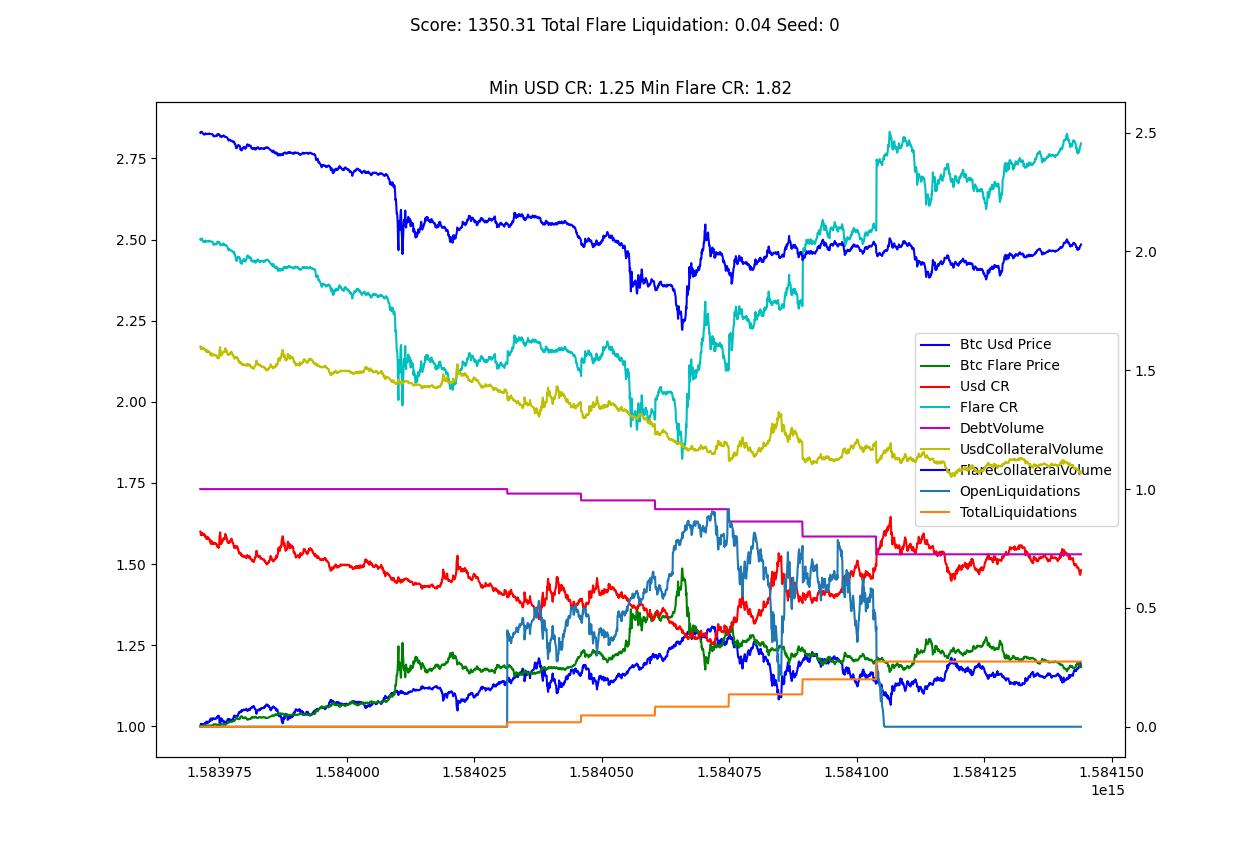 Score: 1350.31 Total Flare Liquidation: 0.04 Seed: 0
Min USD CR: 1.25 Min Flare CR: 1.82
2.75
2.50
2.25
2.00
1.75
1.50
1.25
1.00
2.5
2.0
1.5
1.0
0.5
0.0
Btc Usd Price
Btc Flare Price
Usd CR
Flare CR
DebtVolume
UsdCollateralVolume
FlareCollateralVolume
OpenLiquidations
TotalLiquidations
1.583975 1.584000 1.584025 1.584050 1.584075 1.584100 1.584125 1.584150
1e15